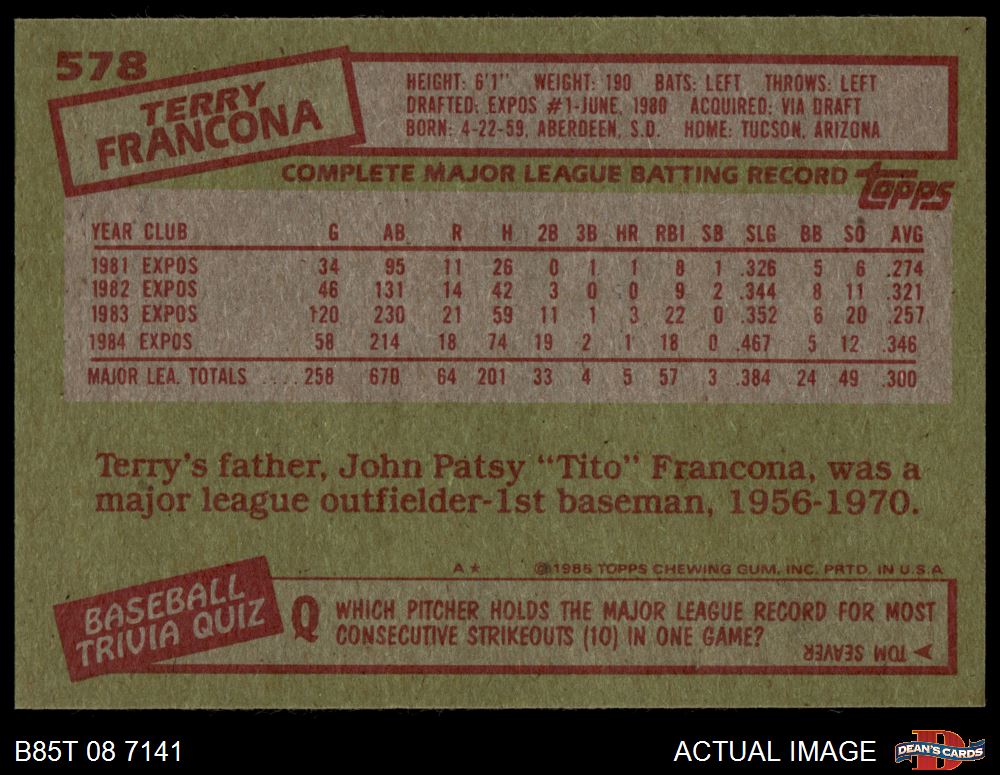 578
TERRY
FRANCONA
HEIGHT: 6'1" WEIGHT: 190 BATS: LEFT THROWS: LEFT
DRAFTED: EXPOS #1-JUNE, 1980 ACQUIRED: VIA DRAFT
BORN: 4-22-59, ABERDEEN, S.D. HOME: TUCSON, ARIZONA
COMPLETE MAJOR LEAGUE BATTING RECORD topps
YEAR CLUB G AB R H 2B 3B HR RBI SB SLG BB SO AVG
1981 EXPOS 34 95 11 26 0 1 1 8 1 .326 5 6 .274
1982 EXPOS 46 131 14 42 3 0 0 9 2 .344 8 11 .321
1983 EXPOS 120 230 21 59 11 1 3 22 0 .352 6 20 .257
1984 EXPOS 58 214 18 74 19 2 1 18 0 .467 5 12 .346
MAJOR LEA. TOTALS .... 258 670 64 201 33 4 5 57 3 .384 24 49 .300
Terry's father, John Patsy "Tito" Francona, was a
major league outfielder-1st baseman, 1956-1970.
A* ©1985 TOPPS CHEWING GUM, INC. PRTD. IN U.S.A.
BASEBALL
TRIVIA QUIZ
Q WHICH PITCHER HOLDS THE MAJOR LEAGUE RECORD FOR MOST
CONSECUTIVE STRIKEOUTS (10) IN ONE GAME?
TOM SEAVER
B85T 08 7141
ACTUAL IMAGE
D
DEAN'S CARDS